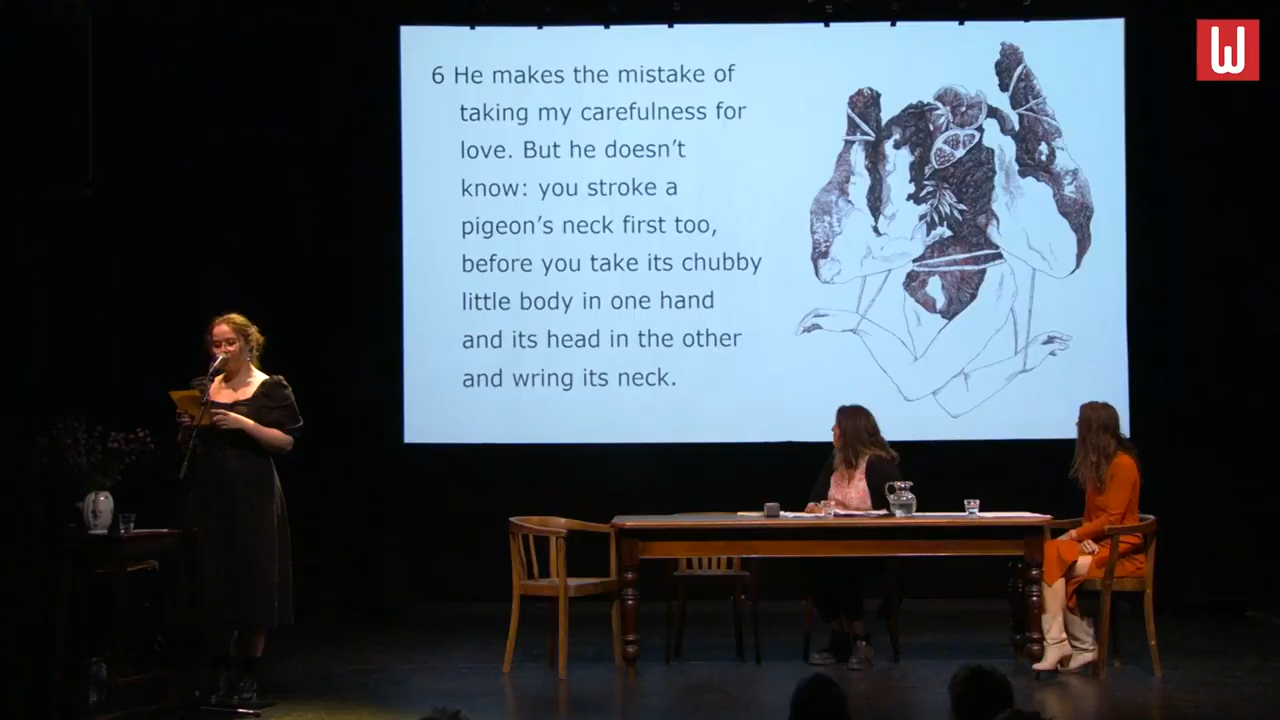 6 He makes the mistake of
taking my carefulness for
love. But he doesn't
know: you stroke a
pigeon's neck first too,
before you take its chubby
little body in one hand
and its head in the other
and wring its neck.
W